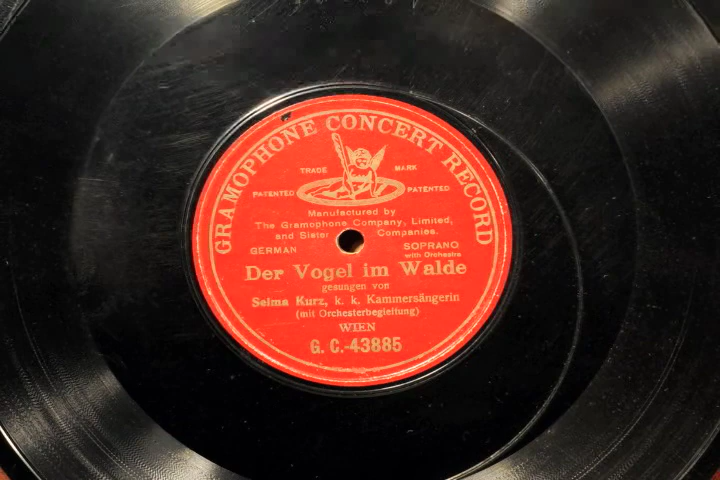 GRAMOPHONE CONCERT RECORD
TRADE MARK
PATENTED PATENTED
Manufactured by
The Gramophone Company, Limited,
and Sister Companies.
GERMAN SOPRANO
with Orchestra
Der Vogel im Walde
gesungen von
Selma Kurz, k. k. Kammersängerin
(mit Orchesterbegleitung)
WIEN
G. C.-43885